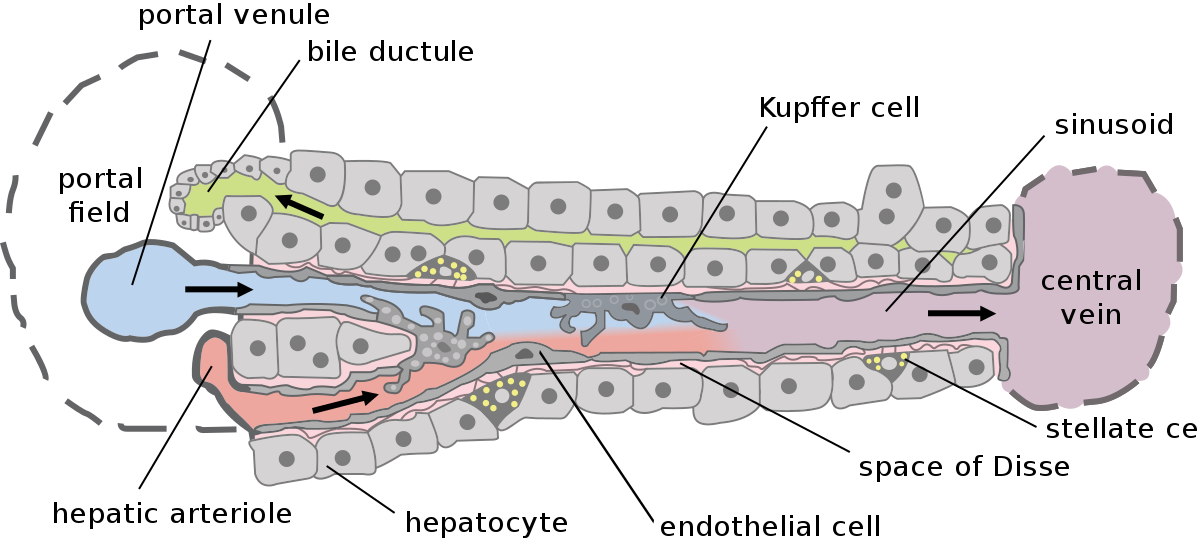 portal venule
bile ductule
Kupffer cell
sinusoid
portal
field
central
vein
stellate ce
space of Disse
hepatic arteriole
hepatocyte
endothelial cell